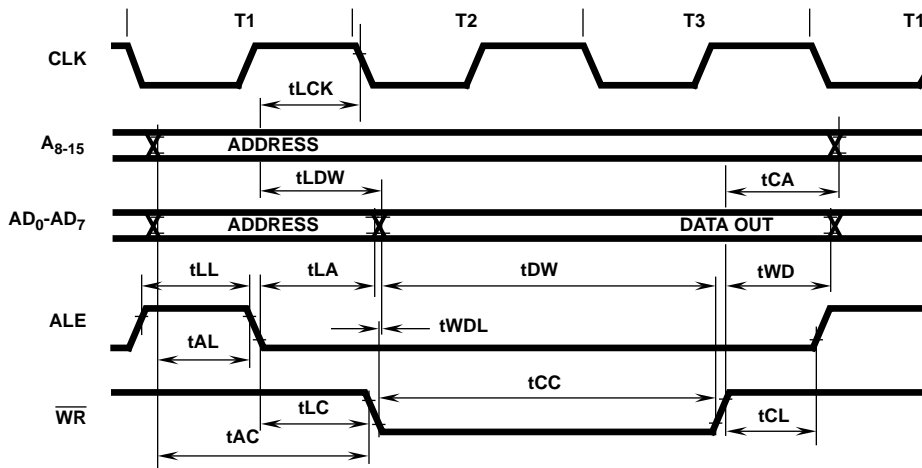 T1 T2 T3 T1
CLK
tLCK
A8-15 ADDRESS
tLDW tCA
AD0-AD7 ADDRESS DATA OUT
tLL tLA tDW tWD
ALE
tWDL
tAL
tCC
WR
tLC tCL
tAC